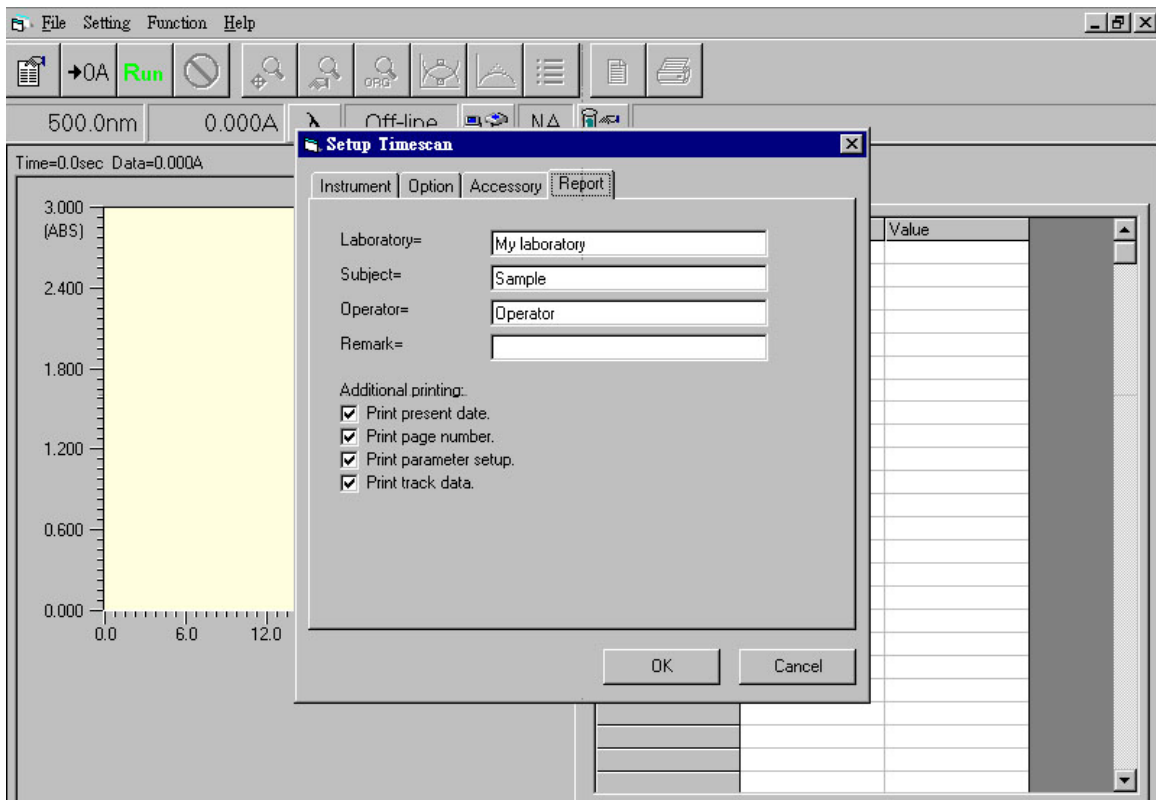 File Setting Function Help
→0A Run ORG
500.0nm 0.000A λ Off-line NA
Time=0.0sec Data=0.000A
Setup Timescan
Instrument Option Accessory Report
Laboratory= My laboratory
Subject= Sample
Operator= Operator
Remark=
Additional printing:.
Print present date.
Print page number.
Print parameter setup.
Print track data.
OK Cancel
3.000
(ABS)
2.400
1.800
1.200
0.600
0.000
0.0 6.0 12.0
Value